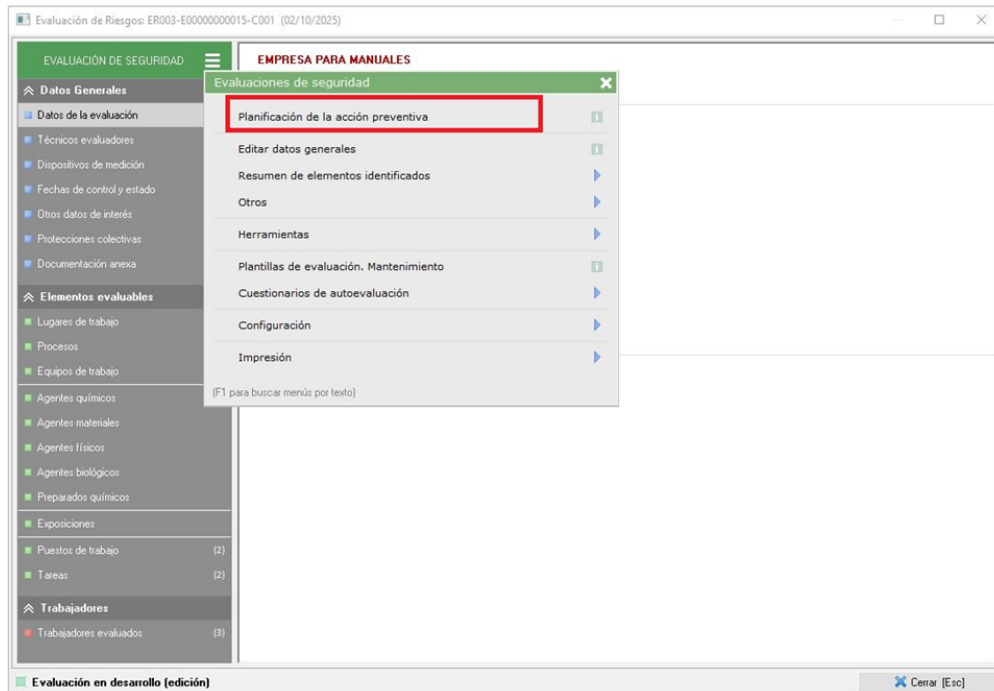 Evaluación de Riesgos: ER003-E00000000015-C001 (02/10/2025)
EVALUACIÓN DE SEGURIDAD
EMPRESA PARA MANUALES
Evaluaciones de seguridad
Planificación de la acción preventiva
Editar datos generales
Resumen de elementos identificados
Otros
Herramientas
Plantillas de evaluación. Mantenimiento
Cuestionarios de autoevaluación
Configuración
Impresión
(F1 para buscar menús por texto)
Datos Generales
Datos de la evaluación
Técnicos evaluadores
Dispositivos de medición
Fechas de control y estado
Otros datos de interés
Protecciones colectivas
Documentación anexa
Elementos evaluables
Lugares de trabajo
Procesos
Equipos de trabajo
Agentes químicos
Agentes materiales
Agentes físicos
Agentes biológicos
Preparados químicos
Exposiciones
Puestos de trabajo (2)
Tareas (2)
Trabajadores
Trabajadores evaluados (3)
Evaluación en desarrollo (edición)
Cerrar [Esc]